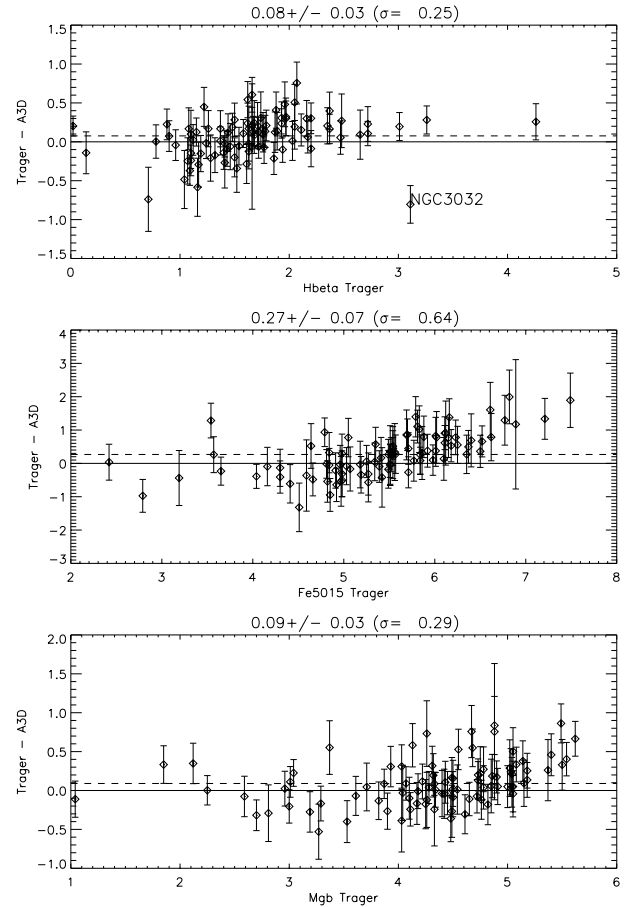 0.08+/- 0.03 (σ= 0.25)
1.5
1.0
0.5
0.0
-0.5
-1.0
-1.5
Trager - A3D
NGC3032
0 1 2 3 4 5
Hbeta Trager
0.27+/- 0.07 (σ= 0.64)
4
3
2
1
0
-1
-2
-3
Trager - A3D
2 3 4 5 6 7 8
Fe5015 Trager
0.09+/- 0.03 (σ= 0.29)
2.0
1.5
1.0
0.5
0.0
-0.5
-1.0
Trager - A3D
1 2 3 4 5 6
Mgb Trager